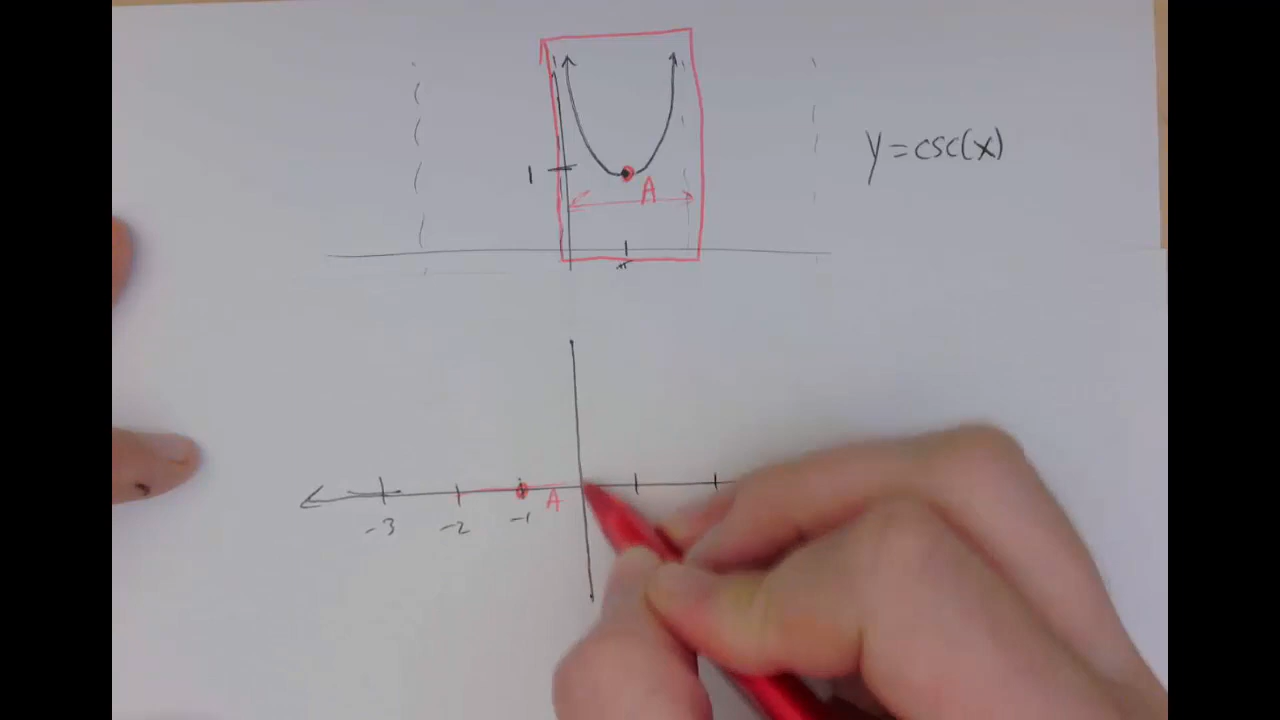 y=csc(x)
1
A
π
A
-3 -2 -1